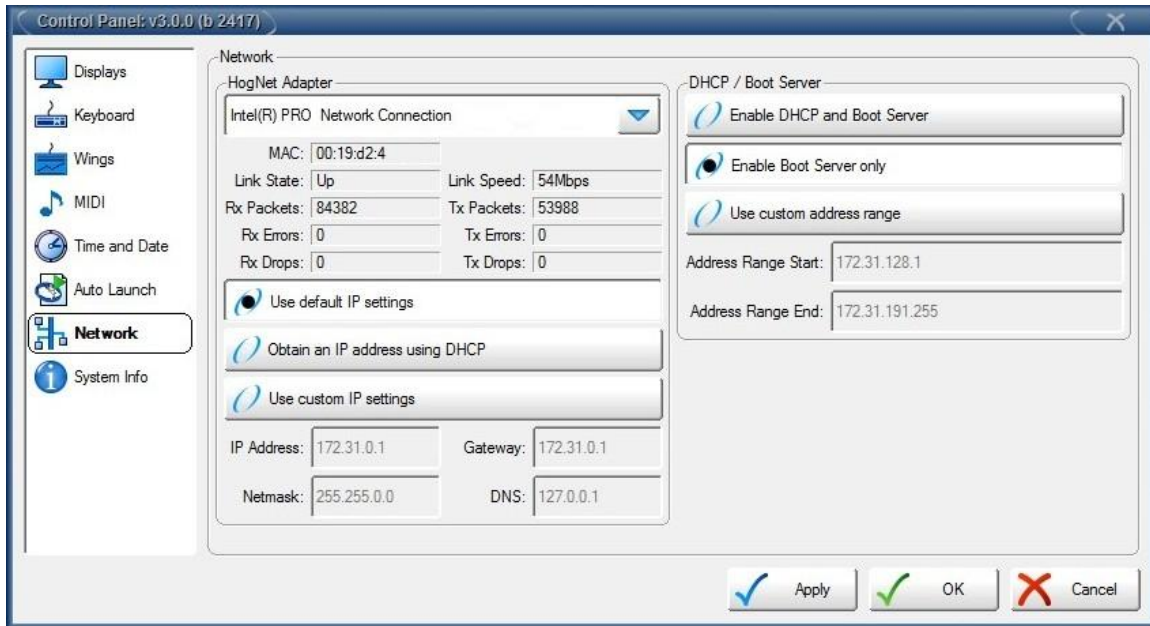 Control Panel: v3.0.0 (b 2417)
Displays
Keyboard
Wings
MIDI
Time and Date
Auto Launch
Network
System Info
Network
HogNet Adapter
Intel(R) PRO Network Connection
MAC: 00:19:d2:4
Link State: Up Link Speed: 54Mbps
Rx Packets: 84382 Tx Packets: 53988
Rx Errors: 0 Tx Errors: 0
Rx Drops: 0 Tx Drops: 0
Use default IP settings
Obtain an IP address using DHCP
Use custom IP settings
IP Address: 172.31.0.1 Gateway: 172.31.0.1
Netmask: 255.255.0.0 DNS: 127.0.0.1
DHCP / Boot Server
Enable DHCP and Boot Server
Enable Boot Server only
Use custom address range
Address Range Start: 172.31.128.1
Address Range End: 172.31.191.255
Apply OK Cancel